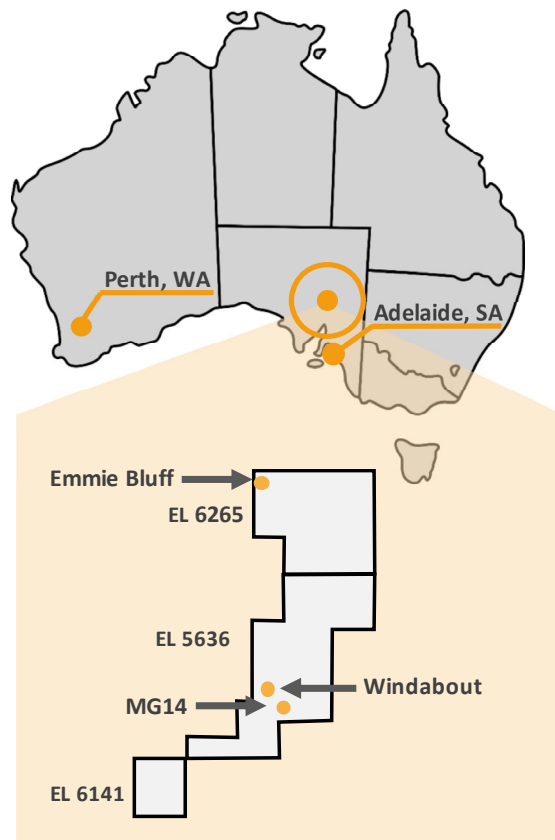 Perth, WA
Adelaide, SA
Emmie Bluff
EL 6265
EL 5636
Windabout
MG14
EL 6141